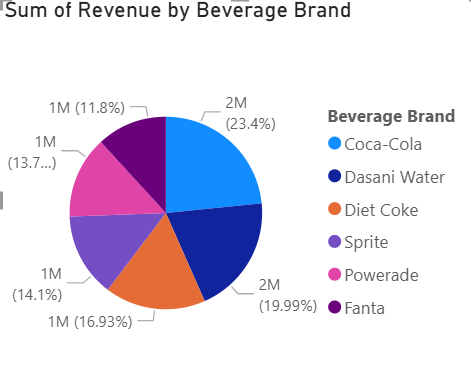 Sum of Revenue by Beverage Brand
1M (11.8%)
2M
(23.4%)
1M
(13.7...)
1M
(14.1%)
1M (16.93%)
2M
(19.99%)
Beverage Brand
Coca-Cola
Dasani Water
Diet Coke
Sprite
Powerade
Fanta